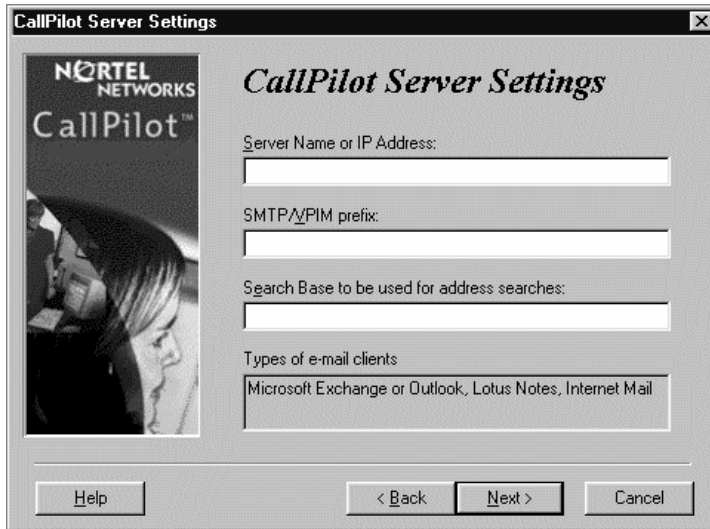 CallPilot Server Settings
NORTEL
NETWORKS
CallPilot™
CallPilot Server Settings
Server Name or IP Address:
SMTP/VPIM prefix:
Search Base to be used for address searches:
Types of e-mail clients
Microsoft Exchange or Outlook, Lotus Notes, Internet Mail
Help
< Back
Next >
Cancel